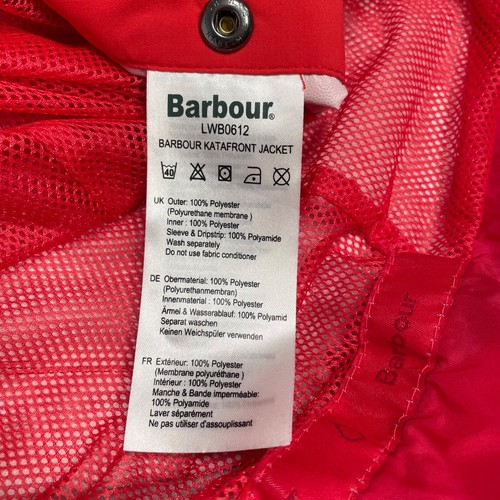 Barbour
Barbour®
LWB0612
BARBOUR KATAFRONT JACKET
40
UK Outer: 100% Polyester
(Polyurethane membrane )
Inner : 100% Polyester
Sleeve & Dripstrip: 100% Polyamide
Wash separately
Do not use fabric conditioner
DE Obermaterial: 100% Polyester
(Polyurethanmembran)
Innenmaterial : 100% Polyester
Ärmel & Wasserablauf: 100% Polyamid
Separat waschen
Keinen Weichspüler verwenden
FR Extérieur: 100% Polyester
(Membrane polyuréthane )
Intérieur : 100% Polyester
Manche & Bande imperméable:
100% Polyamide
Laver séparément
Ne pas utiliser d'assouplissant
Barbour